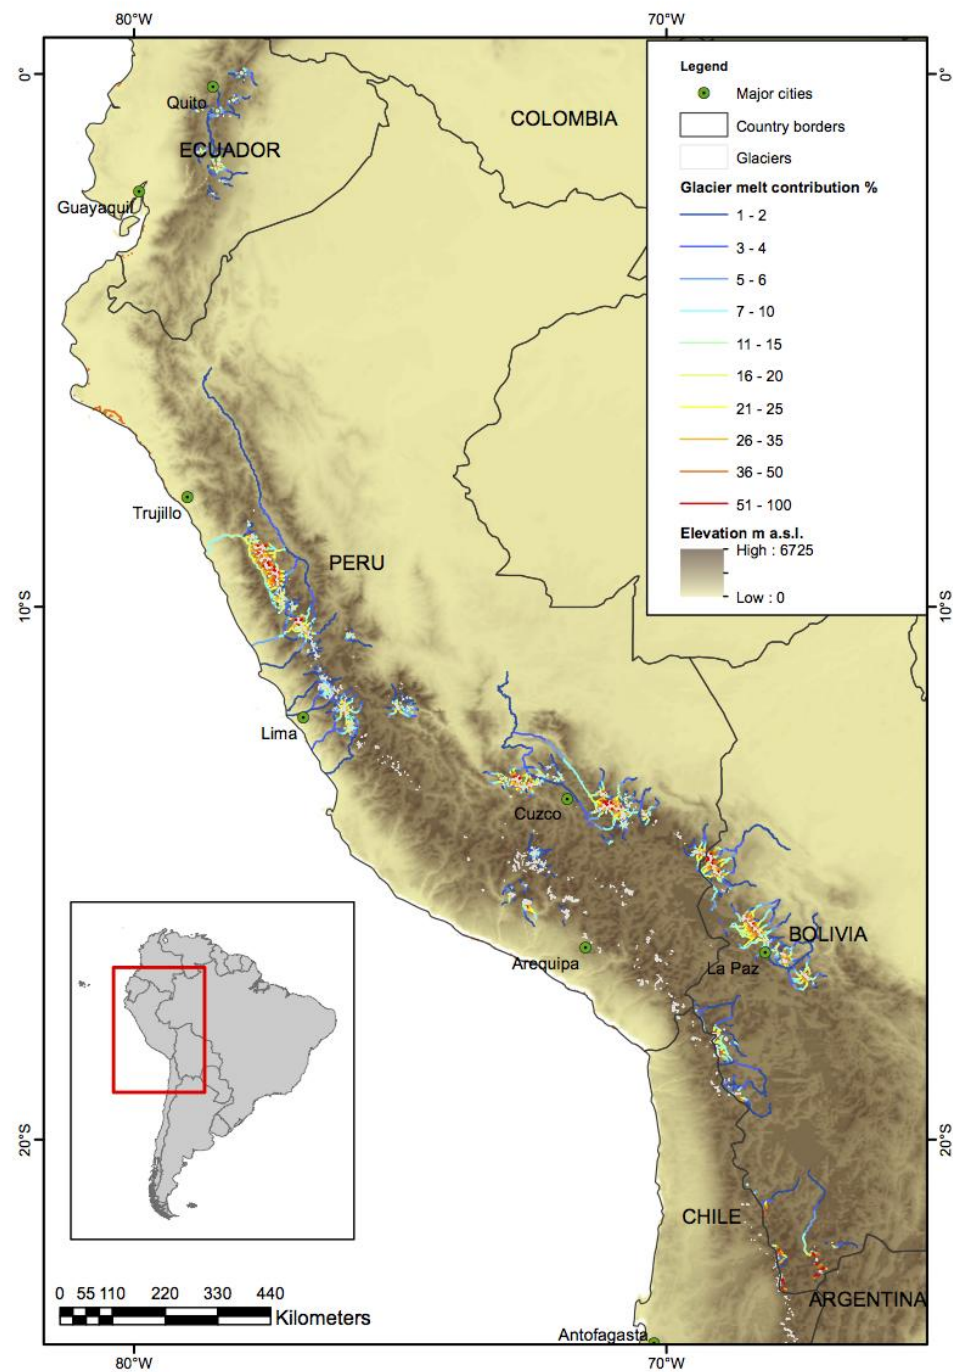 80°W
70°W
0°
0°
Legend
Major cities
Country borders
Glaciers
Glacier melt contribution %
1 - 2
3 - 4
5 - 6
7 - 10
11 - 15
16 - 20
21 - 25
26 - 35
36 - 50
51 - 100
Elevation m a.s.l.
High : 6725
Low : 0
Quito
COLOMBIA
ECUADOR
Guayaquil
Trujillo
PERU
10°S
10°S
Lima
Cuzco
BOLIVIA
Arequipa
La Paz
20°S
20°S
CHILE
ARGENTINA
0 55 110 220 330 440
Kilometers
Antofagasta
80°W
70°W